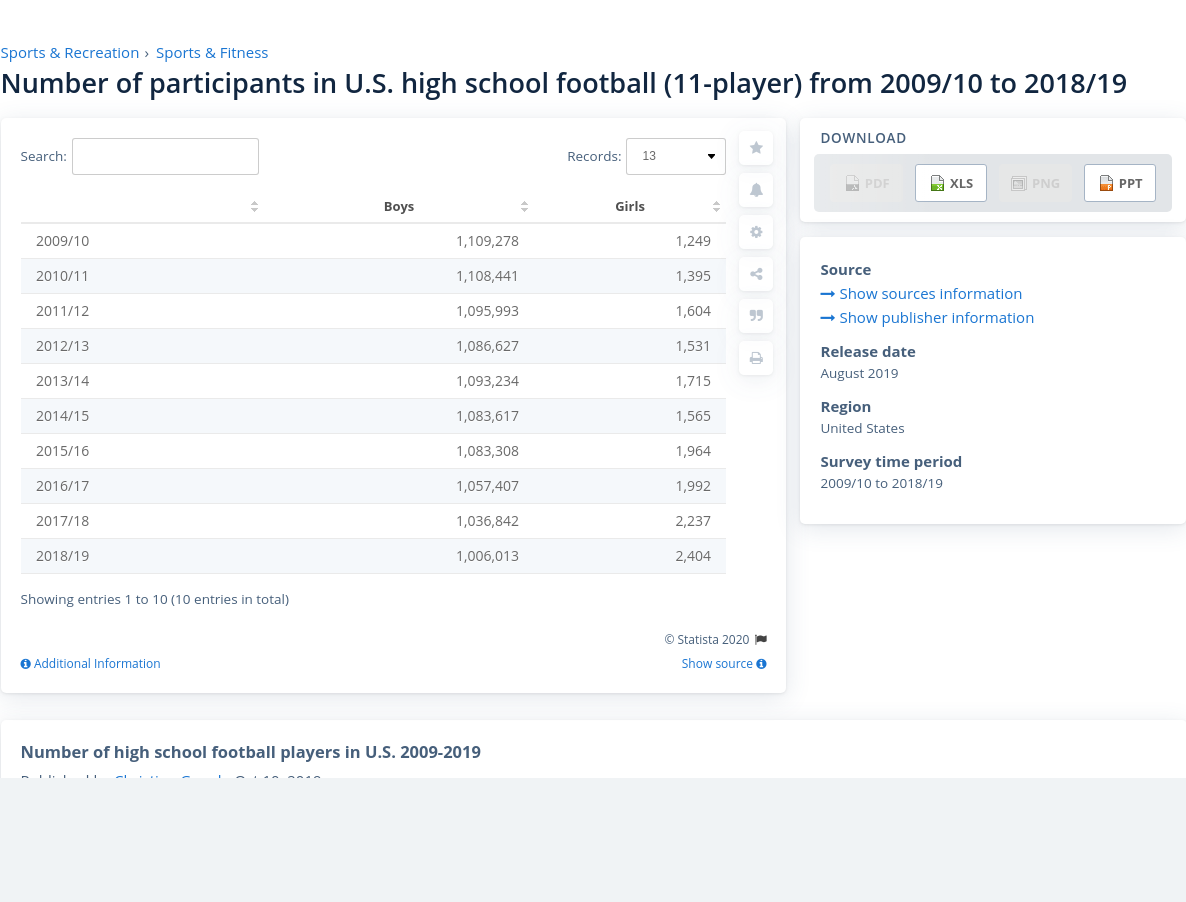 Sports & Recreation › Sports & Fitness
Number of participants in U.S. high school football (11-player) from 2009/10 to 2018/19
Search:
Records: 13
Boys Girls
2009/10 1,109,278 1,249
2010/11 1,108,441 1,395
2011/12 1,095,993 1,604
2012/13 1,086,627 1,531
2013/14 1,093,234 1,715
2014/15 1,083,617 1,565
2015/16 1,083,308 1,964
2016/17 1,057,407 1,992
2017/18 1,036,842 2,237
2018/19 1,006,013 2,404
Showing entries 1 to 10 (10 entries in total)
© Statista 2020
Additional Information
Show source
DOWNLOAD
PDF XLS PNG PPT
Source
Show sources information
Show publisher information
Release date
August 2019
Region
United States
Survey time period
2009/10 to 2018/19
Number of high school football players in U.S. 2009-2019